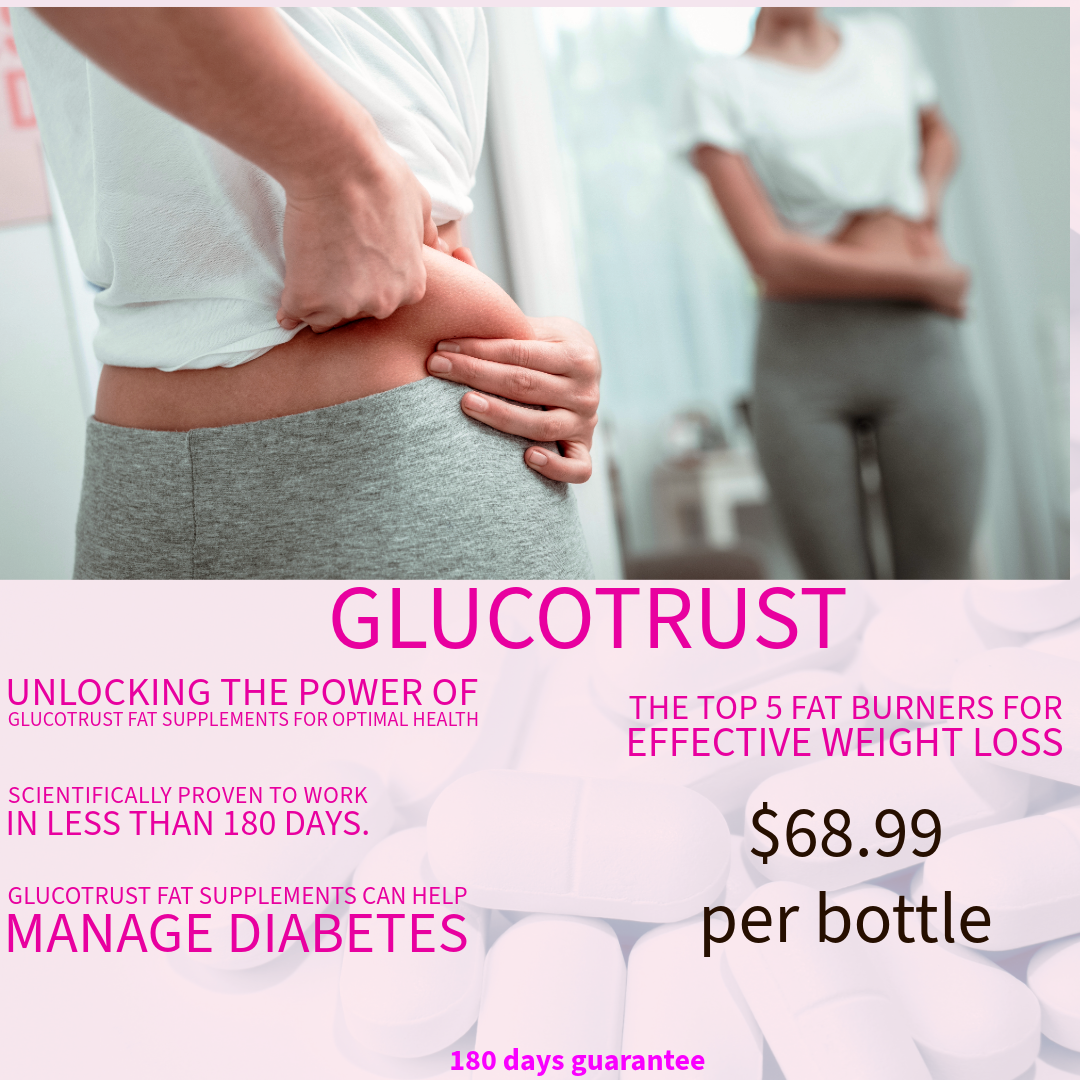 GLUCOTRUST
UNLOCKING THE POWER OF
GLUCOTRUST FAT SUPPLEMENTS FOR OPTIMAL HEALTH
SCIENTIFICALLY PROVEN TO WORK
IN LESS THAN 180 DAYS.
GLUCOTRUST FAT SUPPLEMENTS CAN HELP
MANAGE DIABETES
THE TOP 5 FAT BURNERS FOR
EFFECTIVE WEIGHT LOSS
$68.99
per bottle
180 days guarantee